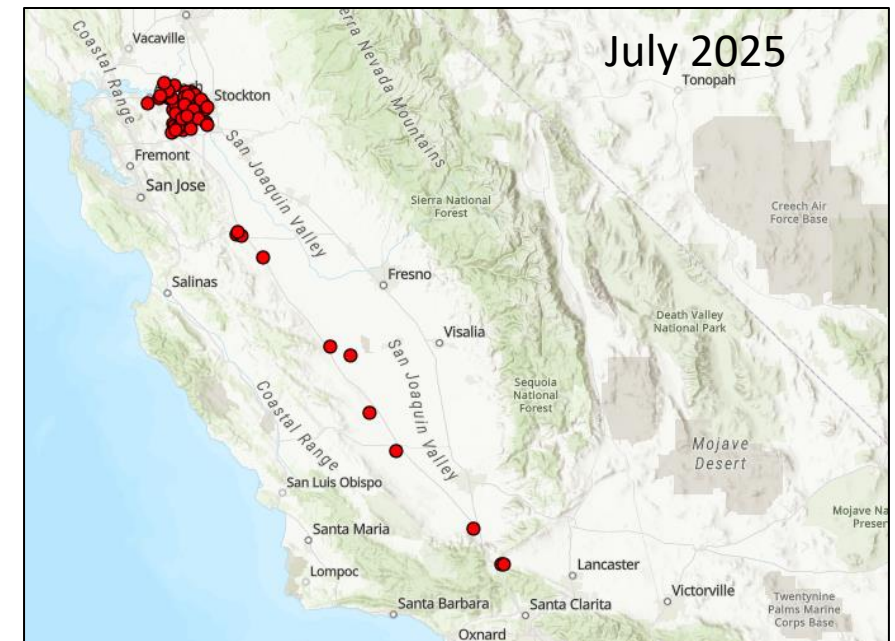 July 2025
Vacaville
Coastal Range
Sierra Nevada Mountains
Tonopah
Stockton
Fremont
San Jose
San Joaquin Valley
Sierra National
Forest
Creech Air
Force Base
Salinas
Fresno
Death Valley
National Park
Visalia
San Joaquin Valley
Sequoia
National
Forest
Coastal Range
Mojave
Desert
San Luis Obispo
Santa Maria
Lompoc
Lancaster
Victorville
Mojave Na
Preser
Twentynine
Palms Marine
Corps Base
Santa Barbara
Santa Clarita
Oxnard